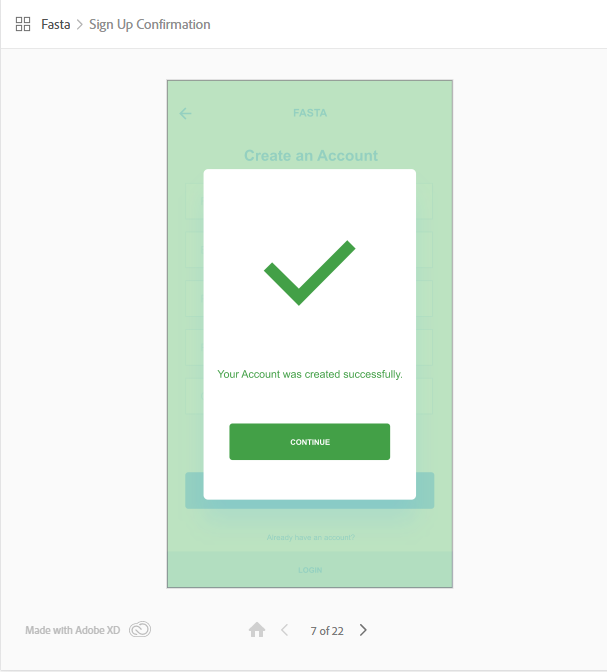 Fasta > Sign Up Confirmation
FASTA
Create an Account
Your Account was created successfully.
CONTINUE
Already have an account?
LOGIN
Made with Adobe XD
7 of 22